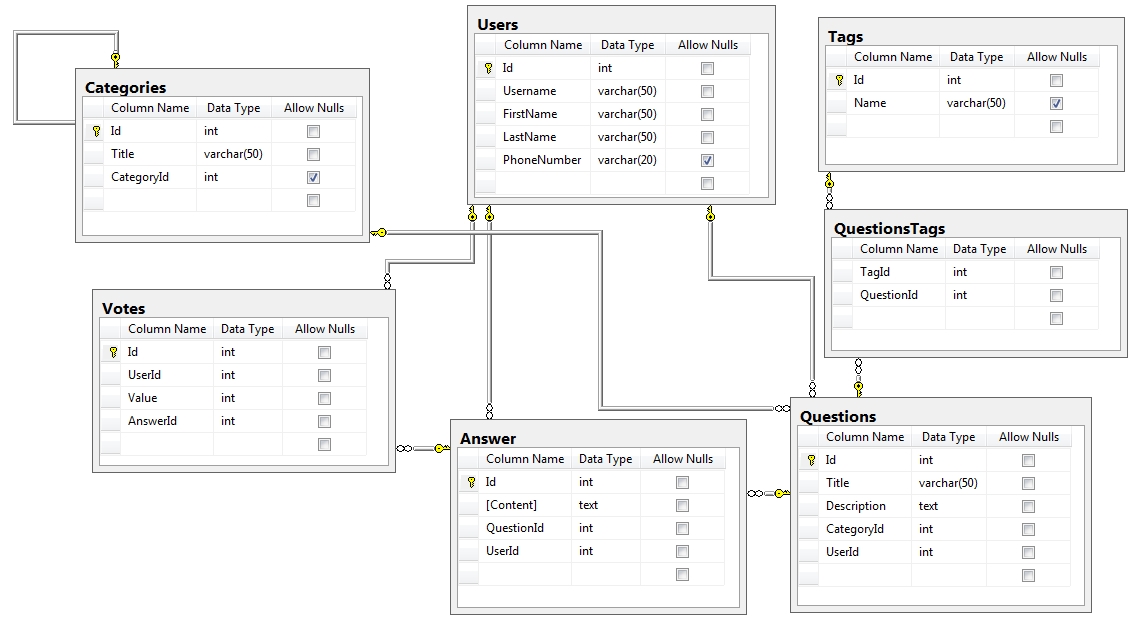 Categories
Column Name Data Type Allow Nulls
Id int
Title varchar(50)
CategoryId int
Users
Column Name Data Type Allow Nulls
Id int
Username varchar(50)
FirstName varchar(50)
LastName varchar(50)
PhoneNumber varchar(20)
Tags
Column Name Data Type Allow Nulls
Id int
Name varchar(50)
QuestionsTags
Column Name Data Type Allow Nulls
TagId int
QuestionId int
Votes
Column Name Data Type Allow Nulls
Id int
UserId int
Value int
AnswerId int
Answer
Column Name Data Type Allow Nulls
Id int
[Content] text
QuestionId int
UserId int
Questions
Column Name Data Type Allow Nulls
Id int
Title varchar(50)
Description text
CategoryId int
UserId int